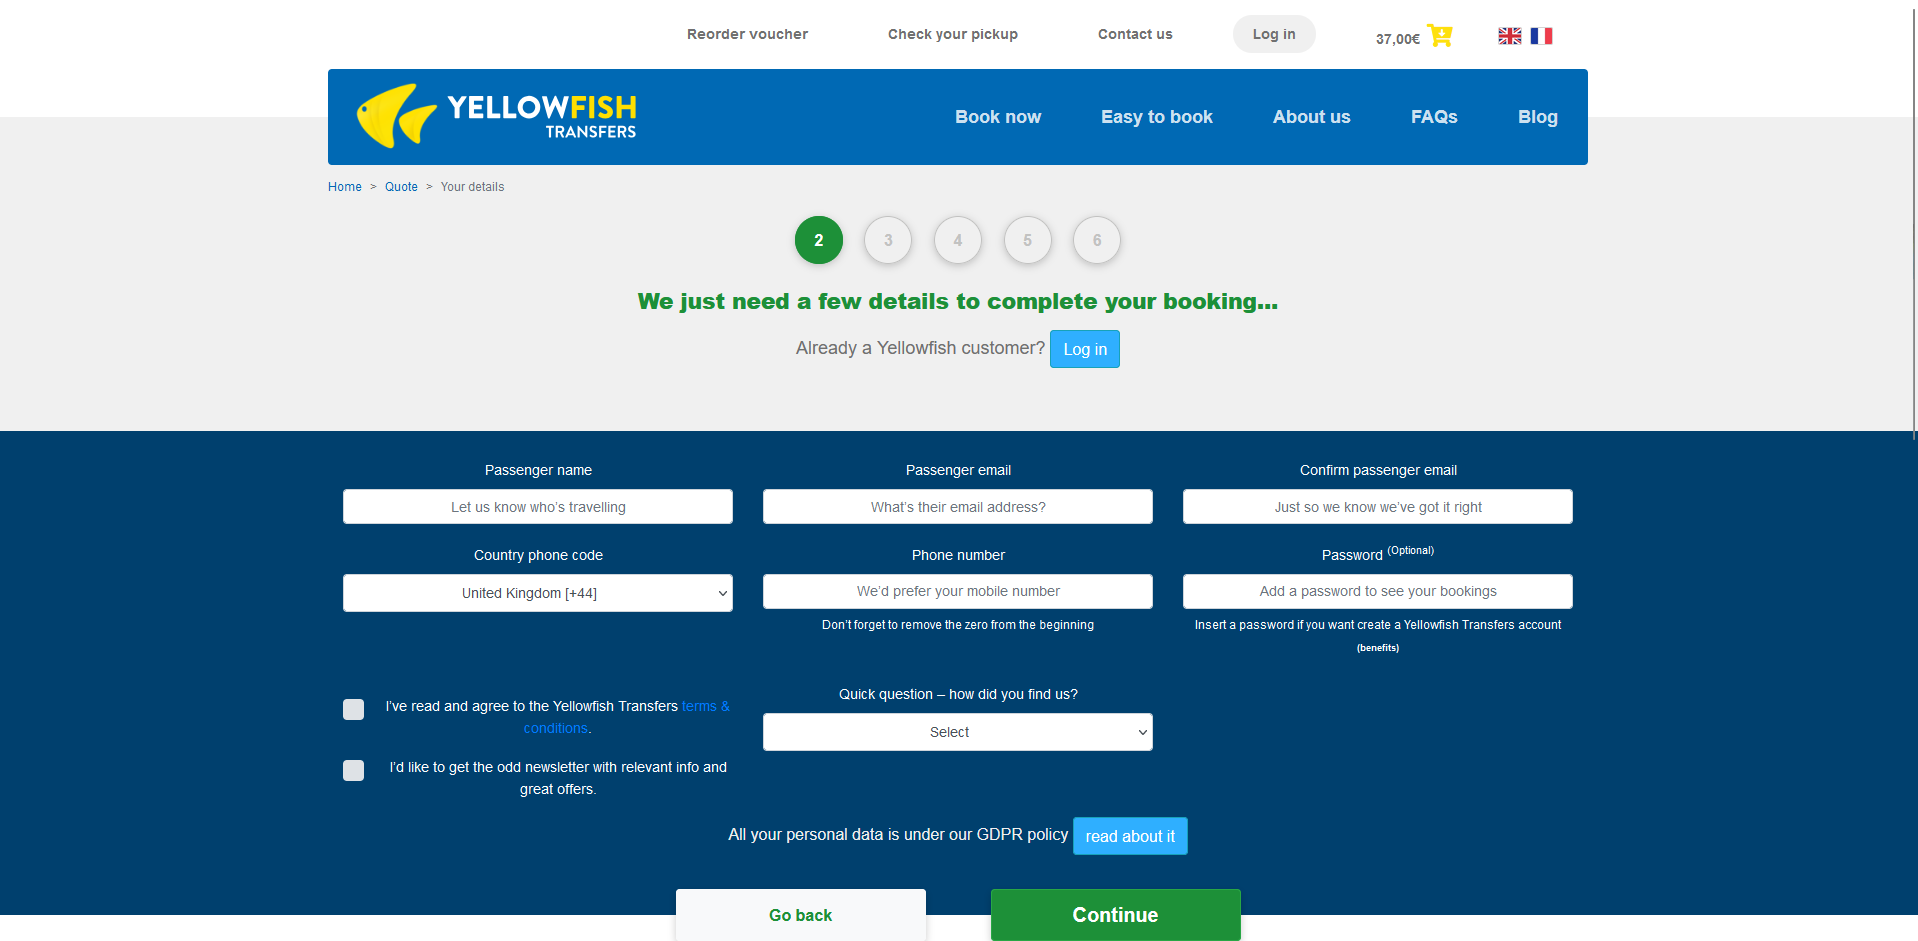 Reorder voucher
Check your pickup
Contact us
Log in
37,00€
YELLOWFISH
TRANSFERS
Book now
Easy to book
About us
FAQs
Blog
Home > Quote > Your details
2
3
4
5
6
We just need a few details to complete your booking...
Already a Yellowfish customer? Log in
Passenger name
Let us know who's travelling
Passenger email
What's their email address?
Confirm passenger email
Just so we know we've got it right
Country phone code
United Kingdom [+44]
Phone number
We'd prefer your mobile number
Don't forget to remove the zero from the beginning
Password (Optional)
Add a password to see your bookings
Insert a password if you want create a Yellowfish Transfers account
(benefits)
I've read and agree to the Yellowfish Transfers terms &
conditions.
I'd like to get the odd newsletter with relevant info and
great offers.
Quick question – how did you find us?
Select
All your personal data is under our GDPR policy read about it
Go back
Continue